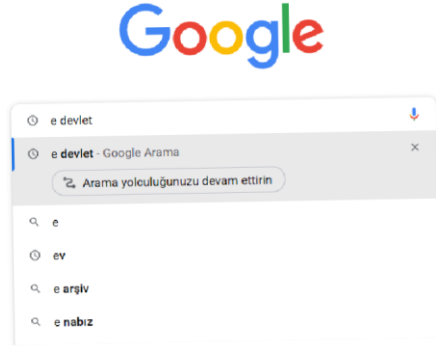 Google
e devlet
e devlet - Google Arama
Arama yolculuğunuzu devam ettirin
e
ev
e arşiv
e nabız